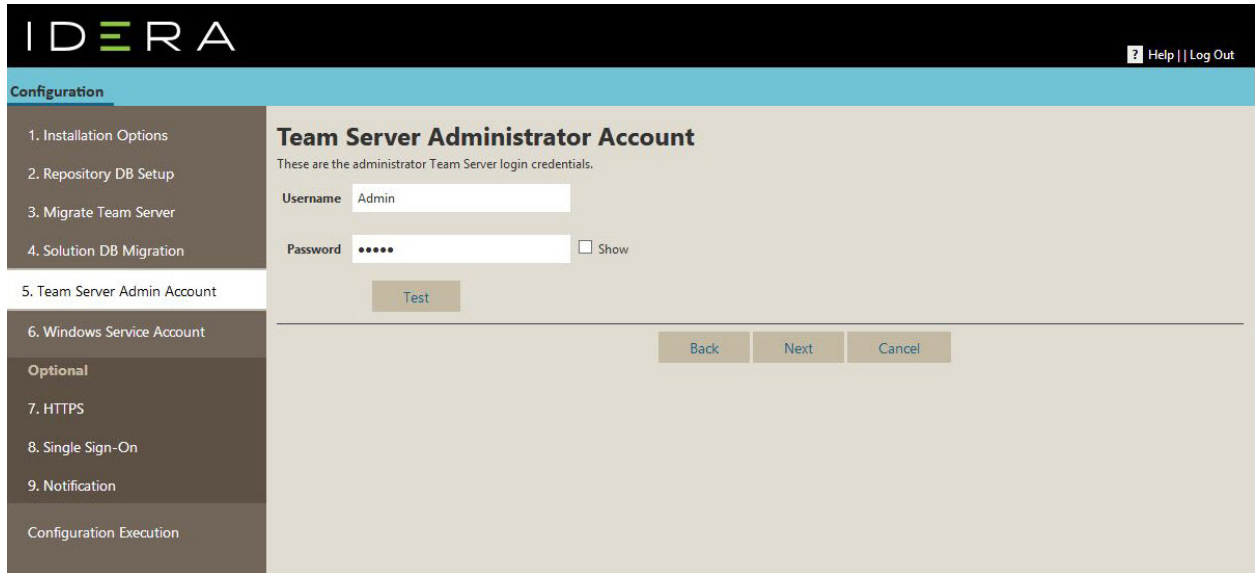 IDERA
? Help | | Log Out
Configuration
1. Installation Options
2. Repository DB Setup
3. Migrate Team Server
4. Solution DB Migration
5. Team Server Admin Account
6. Windows Service Account
Optional
7. HTTPS
8. Single Sign-On
9. Notification
Configuration Execution
Team Server Administrator Account
These are the administrator Team Server login credentials.
Username Admin
Password ••••• Show
Test
Back Next Cancel